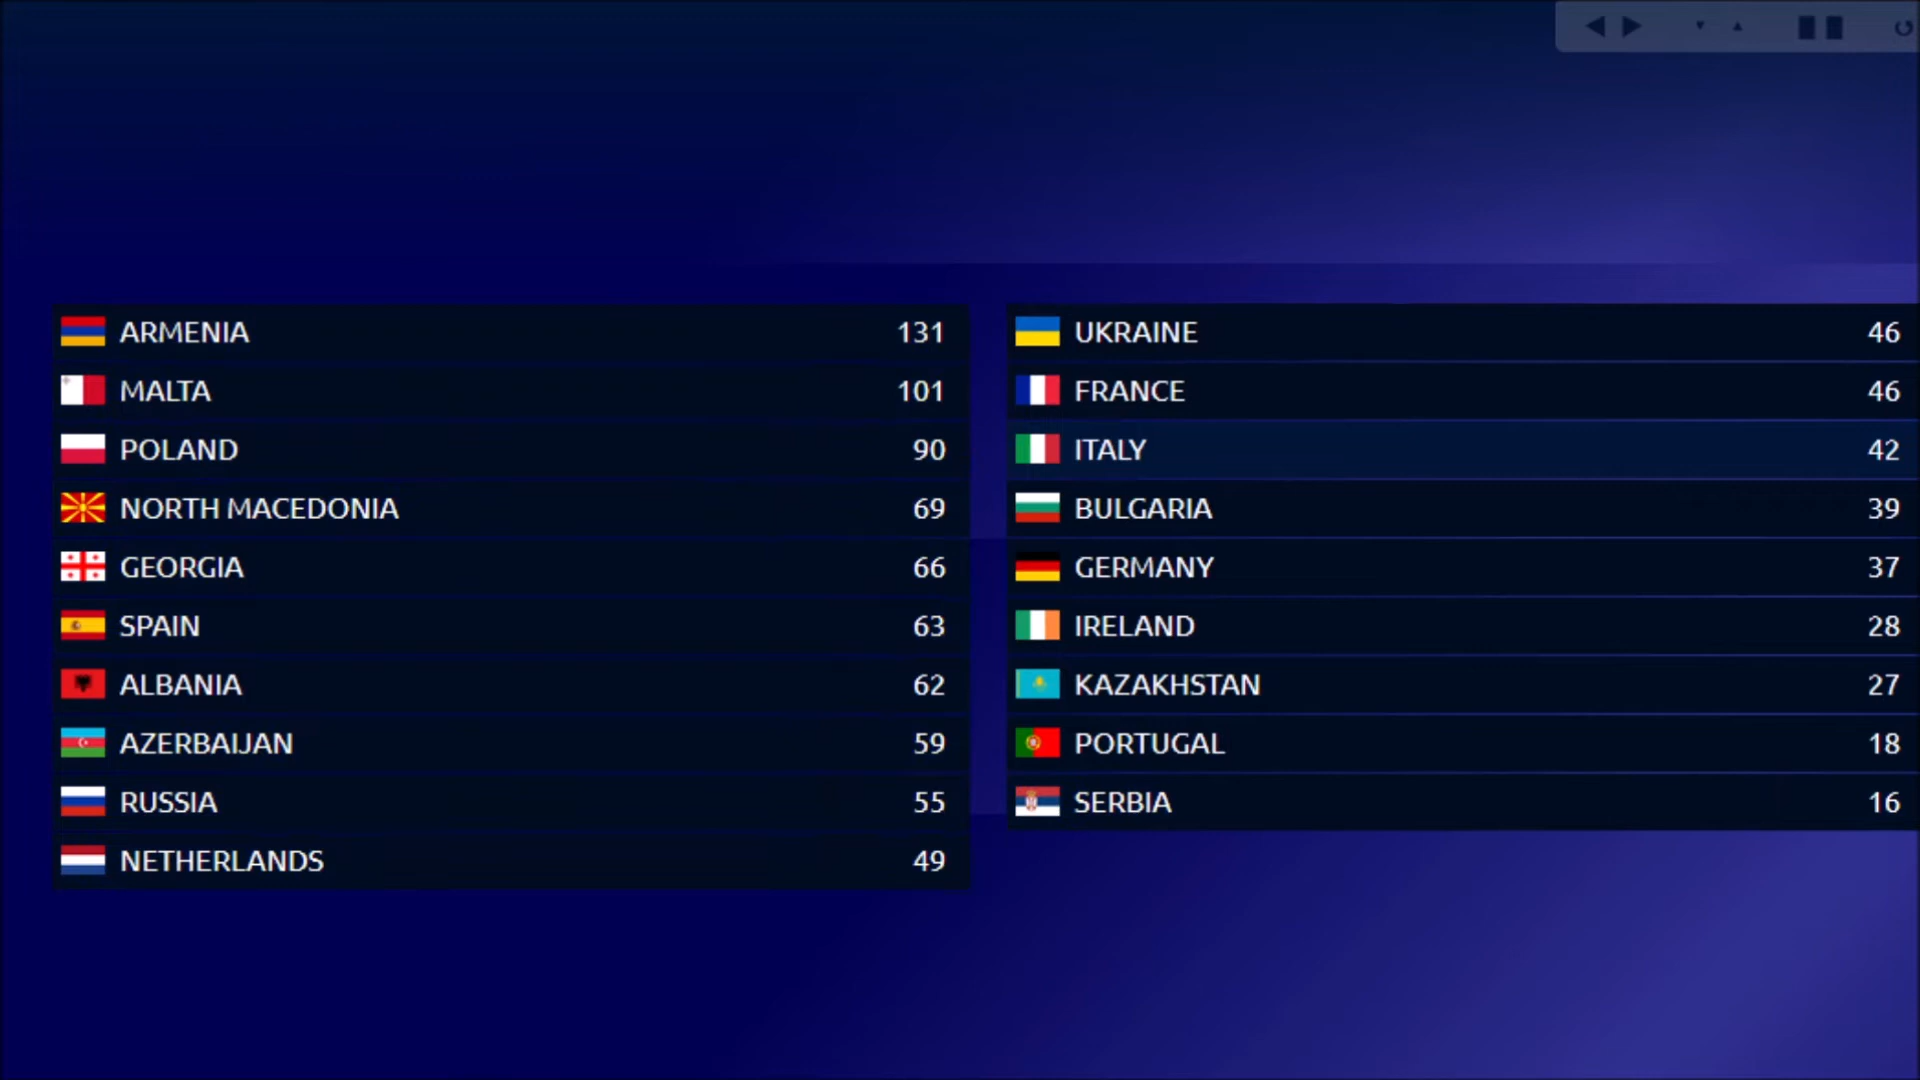 ARMENIA 131
MALTA 101
POLAND 90
NORTH MACEDONIA 69
GEORGIA 66
SPAIN 63
ALBANIA 62
AZERBAIJAN 59
RUSSIA 55
NETHERLANDS 49
UKRAINE 46
FRANCE 46
ITALY 42
BULGARIA 39
GERMANY 37
IRELAND 28
KAZAKHSTAN 27
PORTUGAL 18
SERBIA 16